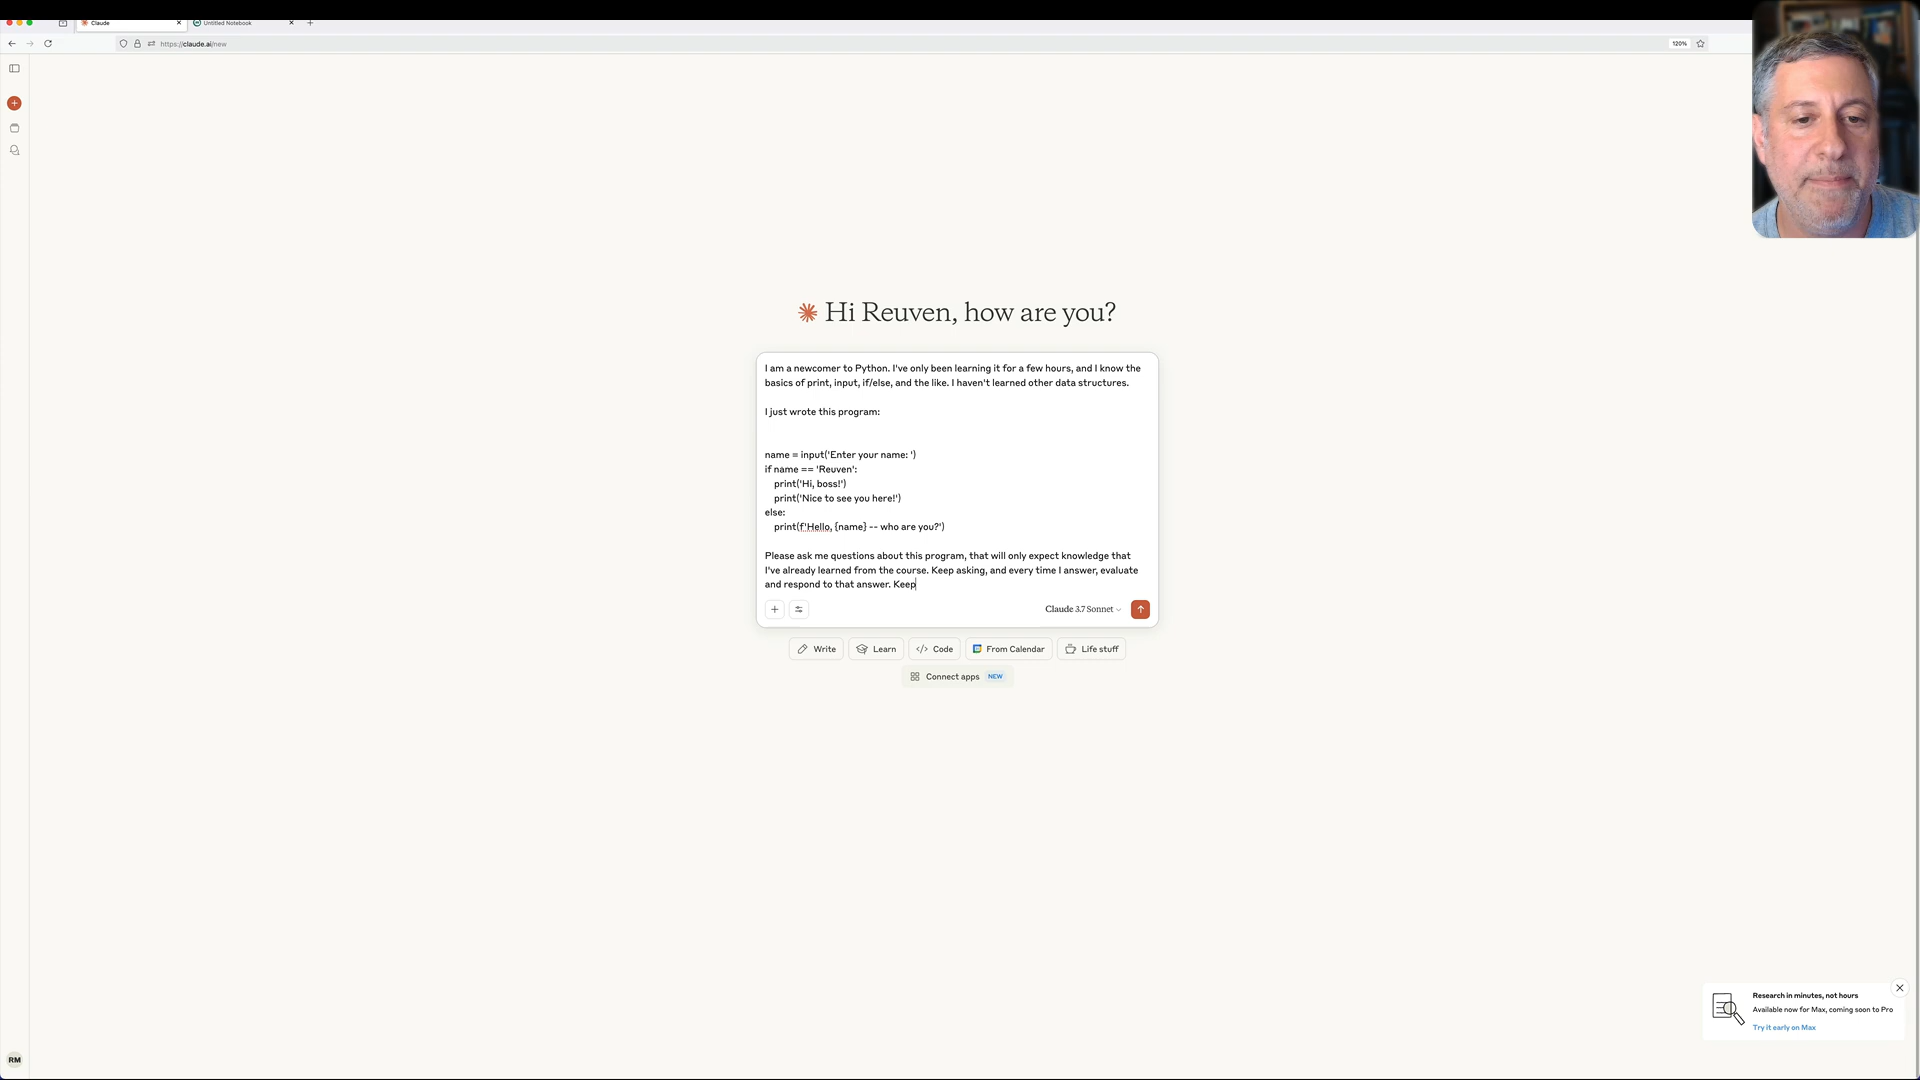 Claude
Untitled Notebook
https://claude.ai/new
120%
Hi Reuven, how are you?
I am a newcomer to Python. I've only been learning it for a few hours, and I know the
basics of print, input, if/else, and the like. I haven't learned other data structures.
I just wrote this program:
name = input('Enter your name: ')
if name == 'Reuven':
print('Hi, boss!')
print('Nice to see you here!')
else:
print(f'Hello, {name} -- who are you?')
Please ask me questions about this program, that will only expect knowledge that
I've already learned from the course. Keep asking, and every time I answer, evaluate
and respond to that answer. Keep
Claude 3.7 Sonnet
Write
Learn
Code
From Calendar
Life stuff
Connect apps NEW
Research in minutes, not hours
Available now for Max, coming soon to Pro
Try it early on Max
RM